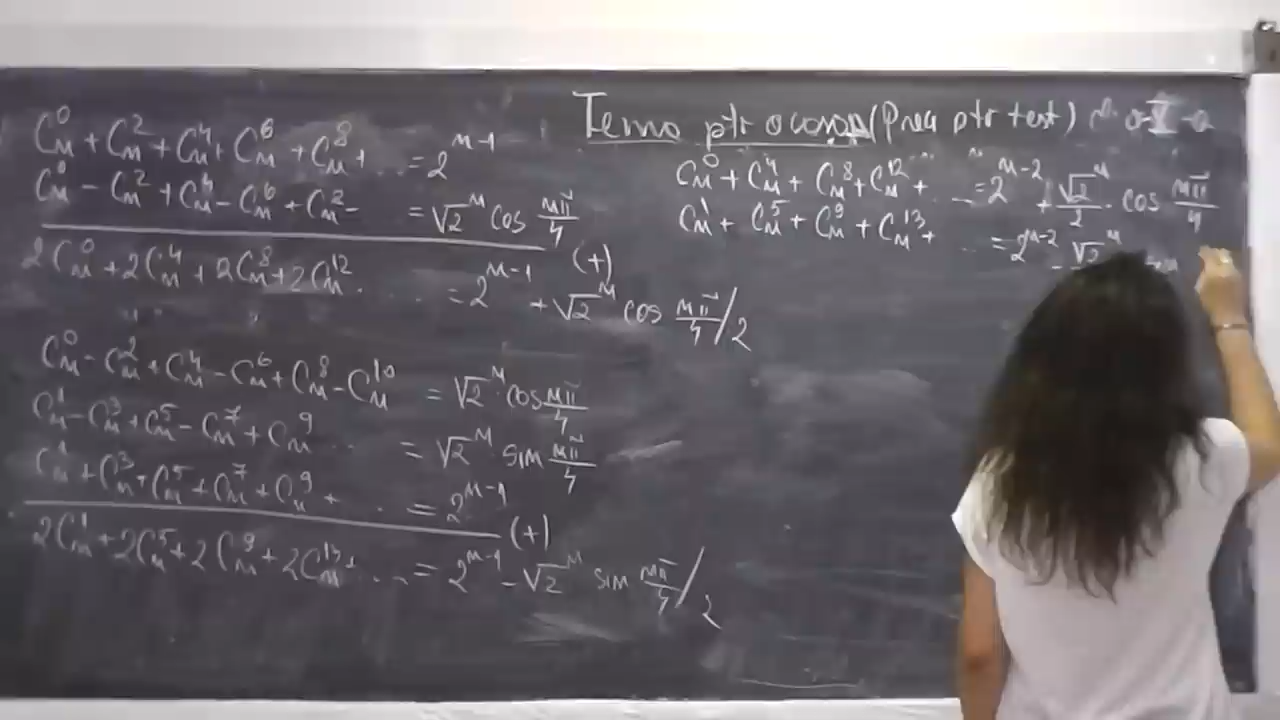 C_n^0 + C_n^2 + C_n^4 + C_n^6 + C_n^8 + ... = 2^{n-1}
C_n^0 - C_n^2 + C_n^4 - C_n^6 + C_n^2 - = √2^n cos nπ/4
(+)
2C_n^0 + 2C_n^4 + 2C_n^8 + 2C_n^12 ..... = 2^{n-1} + √2^n cos nπ/4 /2
C_n^0 - C_n^2 + C_n^4 - C_n^6 + C_n^8 - C_n^10 = √2^n · cos nπ/4
C_n^1 - C_n^3 + C_n^5 - C_n^7 + C_n^9 ... = √2^n sin nπ/4
C_n^1 + C_n^3 + C_n^5 + C_n^7 + C_n^9 + .. = 2^{n-1}
(+)
2C_n^1 + 2C_n^5 + 2C_n^9 + 2C_n^13 + .... = 2^{n-1} - √2^n sin nπ/4 /2
Tema ptr acasa (Preg ptr test)
C_n^0 + C_n^4 + C_n^8 + C_n^12 + ... = 2^{n-2} + √2^n/2 · cos nπ/4
C_n^1 + C_n^5 + C_n^9 + C_n^13 + .. = 2^{n-2} √2^n